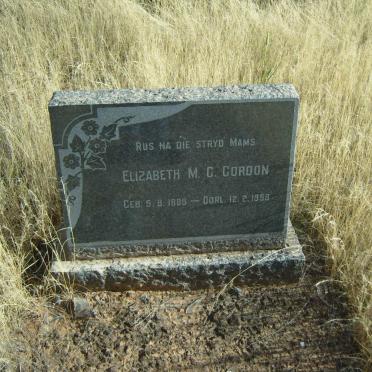 RUS NA DIE STRYD MAMS
ELIZABETH M. C. GORDON
GEB. 5. 8. 1885 – OORL. 12. 2. 1958